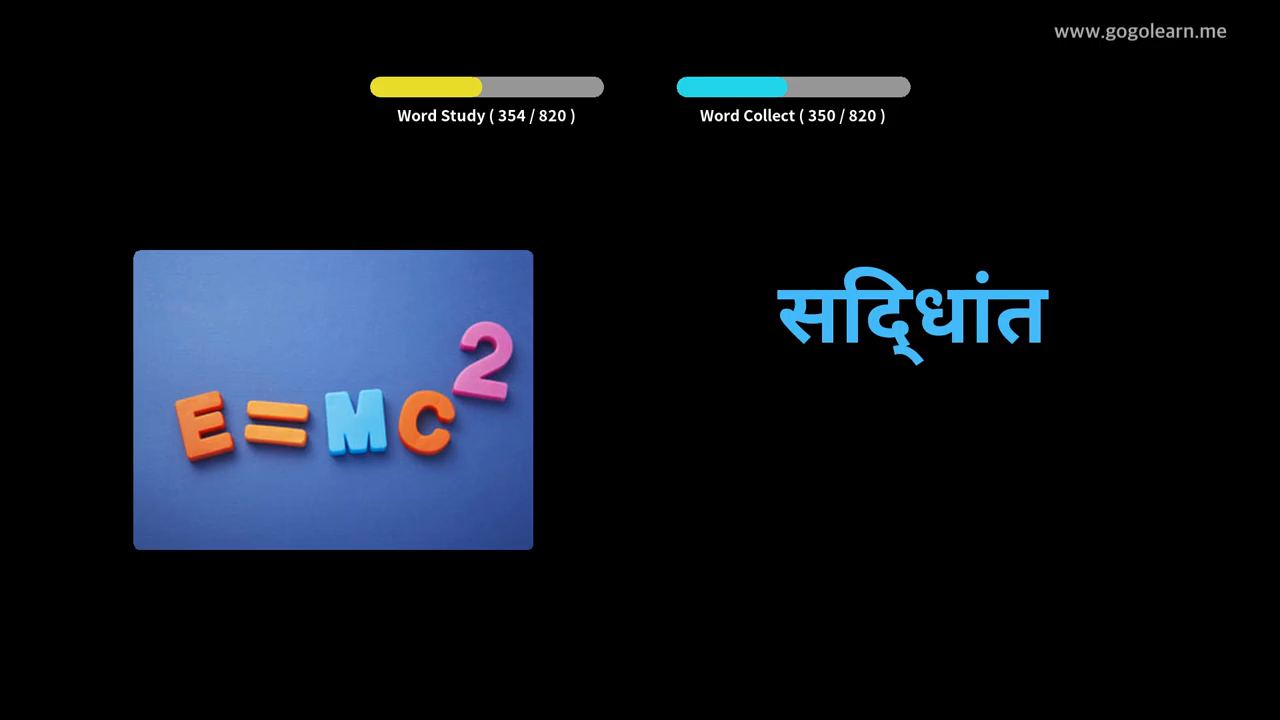 www.gogolearn.me
Word Study ( 354 / 820 )
Word Collect ( 350 / 820 )
सद्धिांत
E=MC2